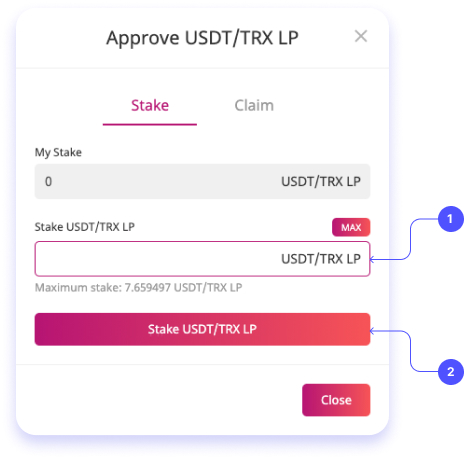 Approve USDT/TRX LP
Stake Claim
My Stake
0 USDT/TRX LP
Stake USDT/TRX LP MAX
1
USDT/TRX LP
Maximum stake: 7.659497 USDT/TRX LP
Stake USDT/TRX LP
2
Close